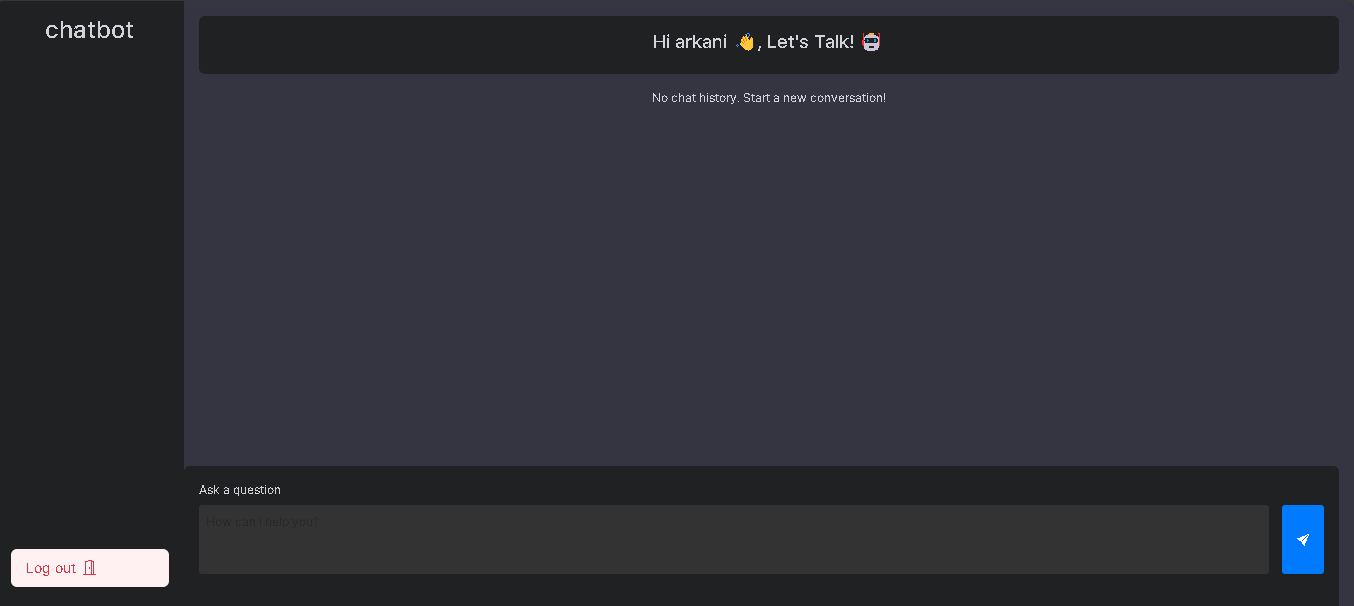 chatbot
Hi arkani 👋, Let's Talk! 🤖
No chat history. Start a new conversation!
Ask a question
How can I help you?
Log out